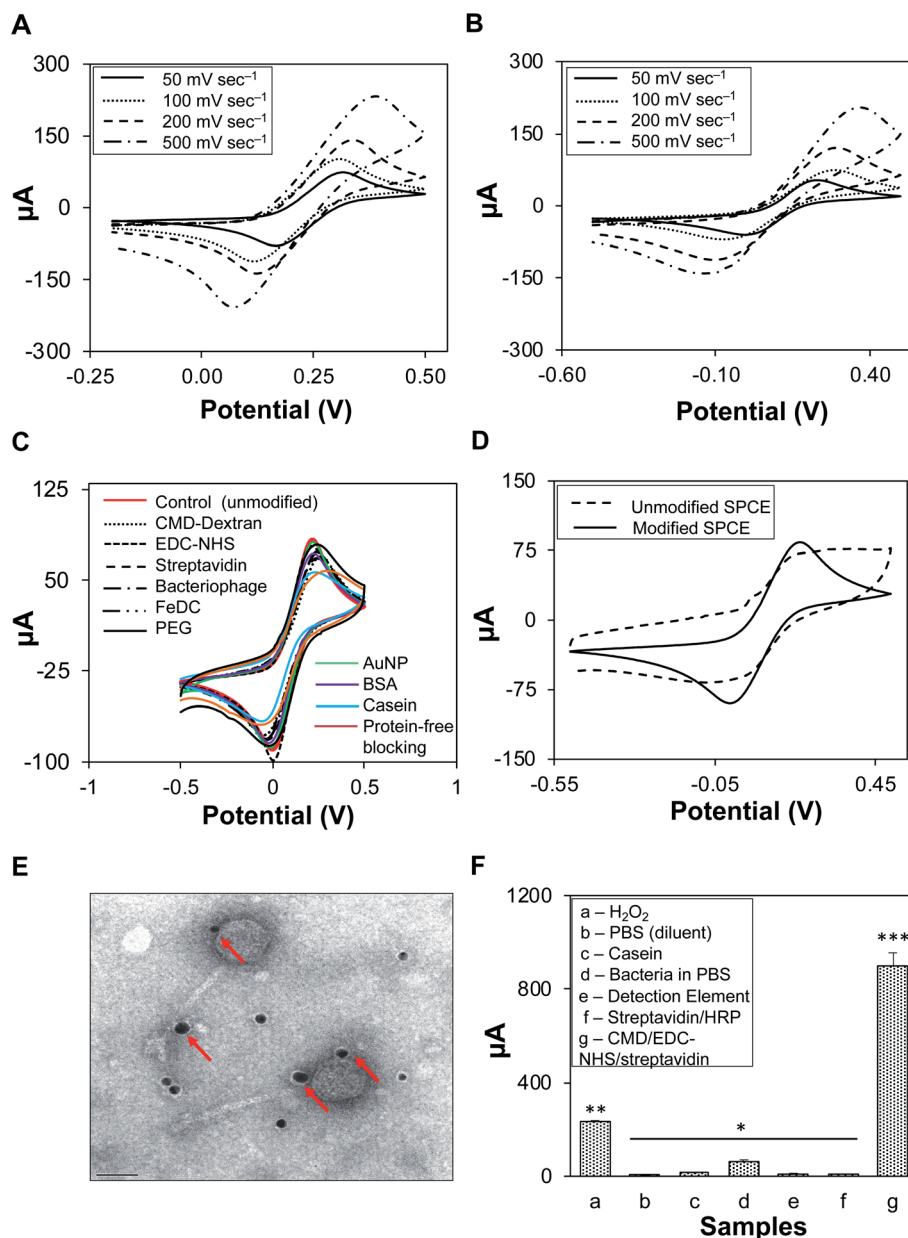 A
300
150
0
-150
-300
µA
50 mV sec⁻¹
100 mV sec⁻¹
200 mV sec⁻¹
500 mV sec⁻¹
-0.25
0.00
0.25
0.50
Potential (V)
B
300
150
0
-150
-300
µA
50 mV sec⁻¹
100 mV sec⁻¹
200 mV sec⁻¹
500 mV sec⁻¹
-0.60
-0.10
0.40
Potential (V)
C
125
50
-25
-100
µA
Control (unmodified)
CMD-Dextran
EDC-NHS
Streptavidin
Bacteriophage
FeDC
PEG
AuNP
BSA
Casein
Protein-free
blocking
-1
-0.5
0
0.5
1
Potential (V)
D
150
75
0
-75
-150
µA
Unmodified SPCE
Modified SPCE
-0.55
-0.05
0.45
Potential (V)
E
F
1200
800
400
0
µA
a – H₂O₂
b – PBS (diluent)
c – Casein
d – Bacteria in PBS
e – Detection Element
f – Streptavidin/HRP
g – CMD/EDC-
NHS/streptavidin
**
*
***
a b c d e f g
Samples